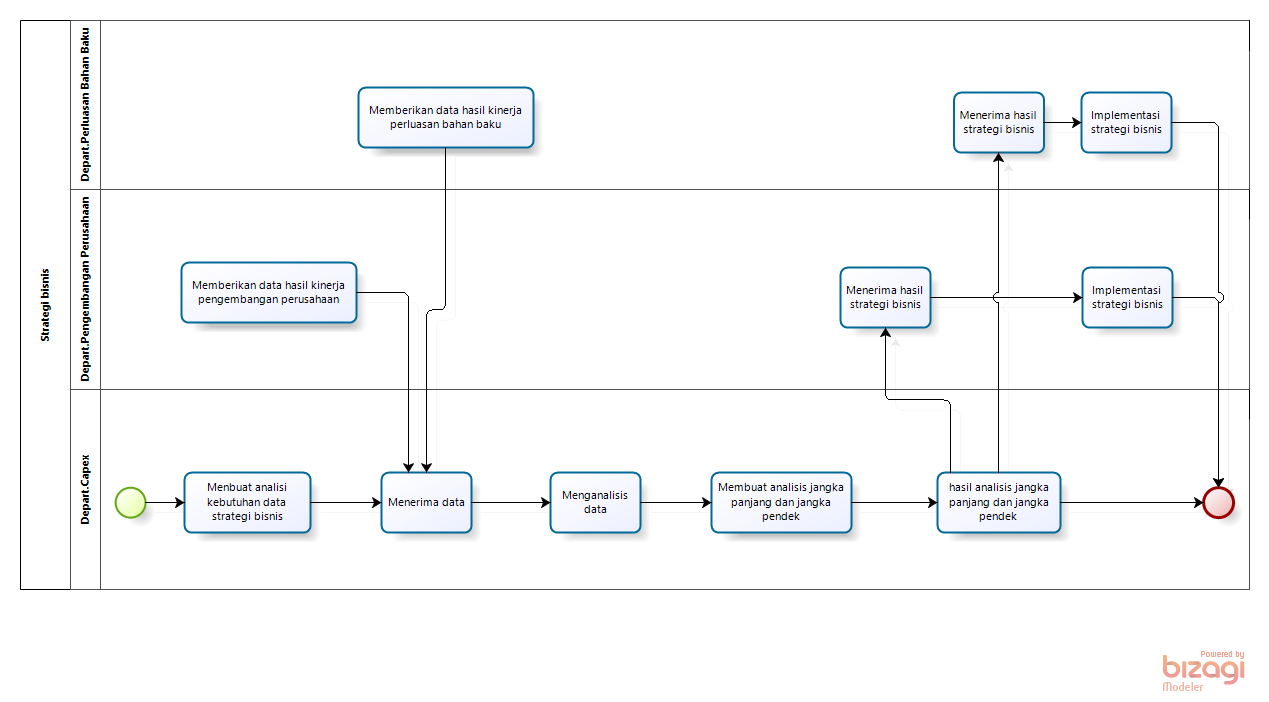 Strategi bisnis
Depart.Perluasan Bahan Baku
Memberikan data hasil kinerja
perluasan bahan baku
Menerima hasil
strategi bisnis
Implementasi
strategi bisnis
Depart.Pengembangan Perusahaan
Memberikan data hasil kinerja
pengembangan perusahaan
Menerima hasil
strategi bisnis
Implementasi
strategi bisnis
Depart.Capex
Menbuat analisi
kebutuhan data
strategi bisnis
Menerima data
Menganalisis
data
Membuat analisis jangka
panjang dan jangka
pendek
hasil analisis jangka
panjang dan jangka
pendek
Powered by
bizagi
Modeler